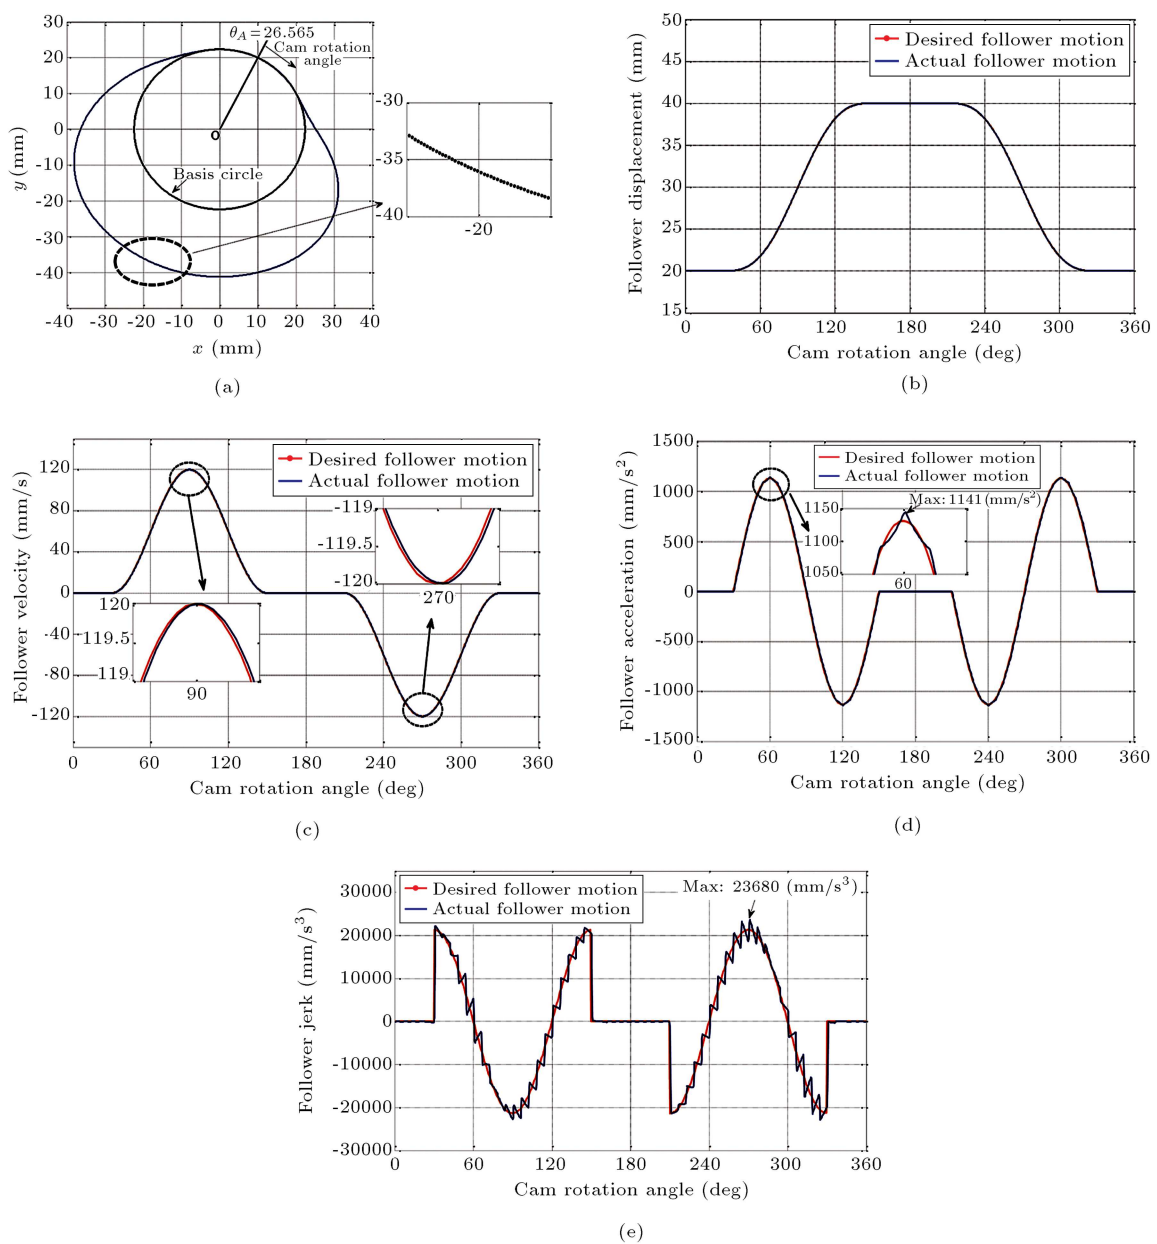 30
20
10
0
-10
-20
-30
-40
-40 -30 -20 -10 0 10 20 30 40
y (mm)
x (mm)
θA=26.565
Cam rotation
angle
O
Basis circle
-30
-35
-40
-20
(a)
50
45
40
35
30
25
20
15
0 60 120 180 240 300 360
Follower displacement (mm)
Cam rotation angle (deg)
Desired follower motion
Actual follower motion
(b)
120
80
40
0
-40
-80
-120
0 60 120 180 240 300 360
Follower velocity (mm/s)
Cam rotation angle (deg)
Desired follower motion
Actual follower motion
-119
-119.5
-120
270
120
119.5
119
90
(c)
1500
1000
500
0
-500
-1000
-1500
0 60 120 180 240 300 360
Follower acceleration (mm/s²)
Cam rotation angle (deg)
Desired follower motion
Actual follower motion
Max: 1141(mm/s²)
1150
1100
1050
60
(d)
30000
20000
10000
0
-10000
-20000
-30000
0 60 120 180 240 300 360
Follower jerk (mm/s³)
Cam rotation angle (deg)
Desired follower motion
Actual follower motion
Max: 23680 (mm/s³)
(e)